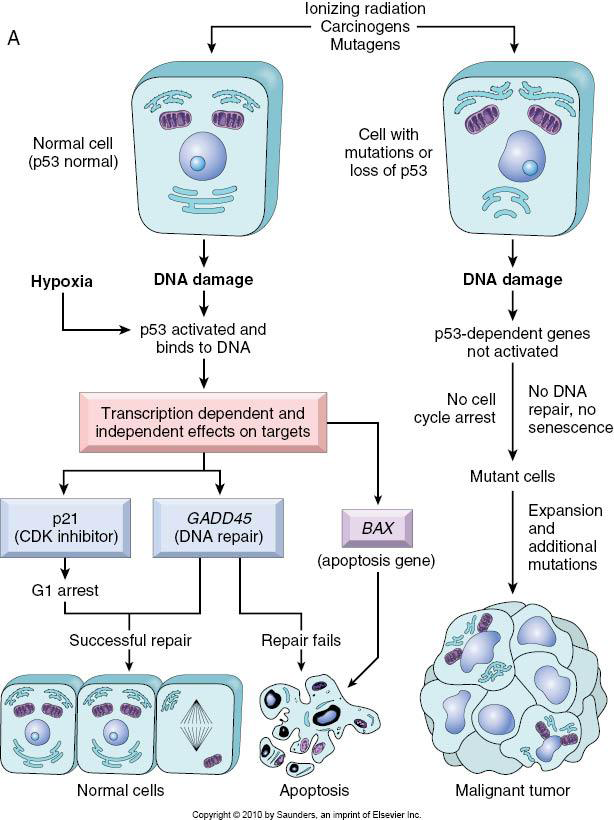 Ionizing radiation
Carcinogens
Mutagens
A
Normal cell
(p53 normal)
Cell with
mutations or
loss of p53
Hypoxia
DNA damage
DNA damage
p53 activated and
binds to DNA
p53-dependent genes
not activated
Transcription dependent and
independent effects on targets
No cell
cycle arrest
No DNA
repair, no
senescence
Mutant cells
p21
(CDK inhibitor)
GADD45
(DNA repair)
BAX
(apoptosis gene)
Expansion
and
additional
mutations
G1 arrest
Successful repair
Repair fails
Normal cells
Apoptosis
Malignant tumor
Copyright © 2010 by Saunders, an imprint of Elsevier Inc.